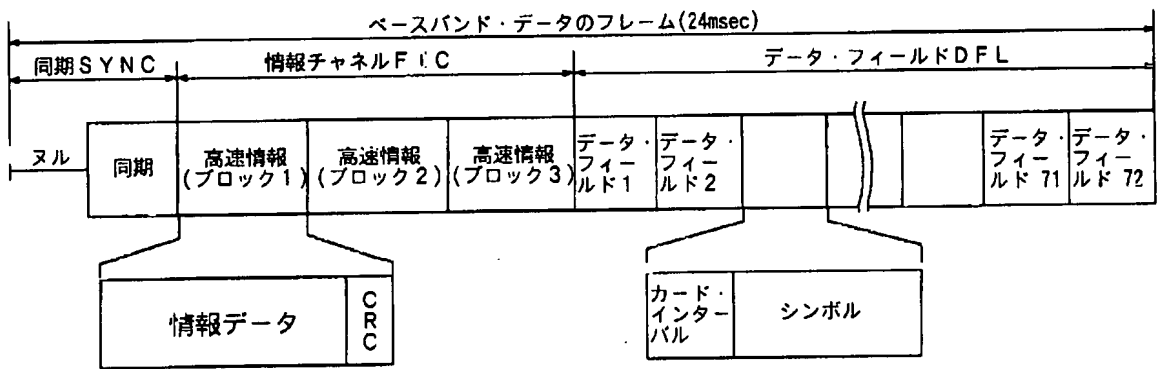 ベースバンド・データのフレーム(24msec)
同期SYNC
情報チャネルFIC
データ・フィールドDFL
ヌル
同期
高速情報
(ブロック1)
高速情報
(ブロック2)
高速情報
(ブロック3)
データ・
フィー
ルド1
データ・
フィー
ルド2
データ・
フィー
ルド 71
データ・
フィー
ルド 72
情報データ
C
R
C
カード・
インター
バル
シンボル